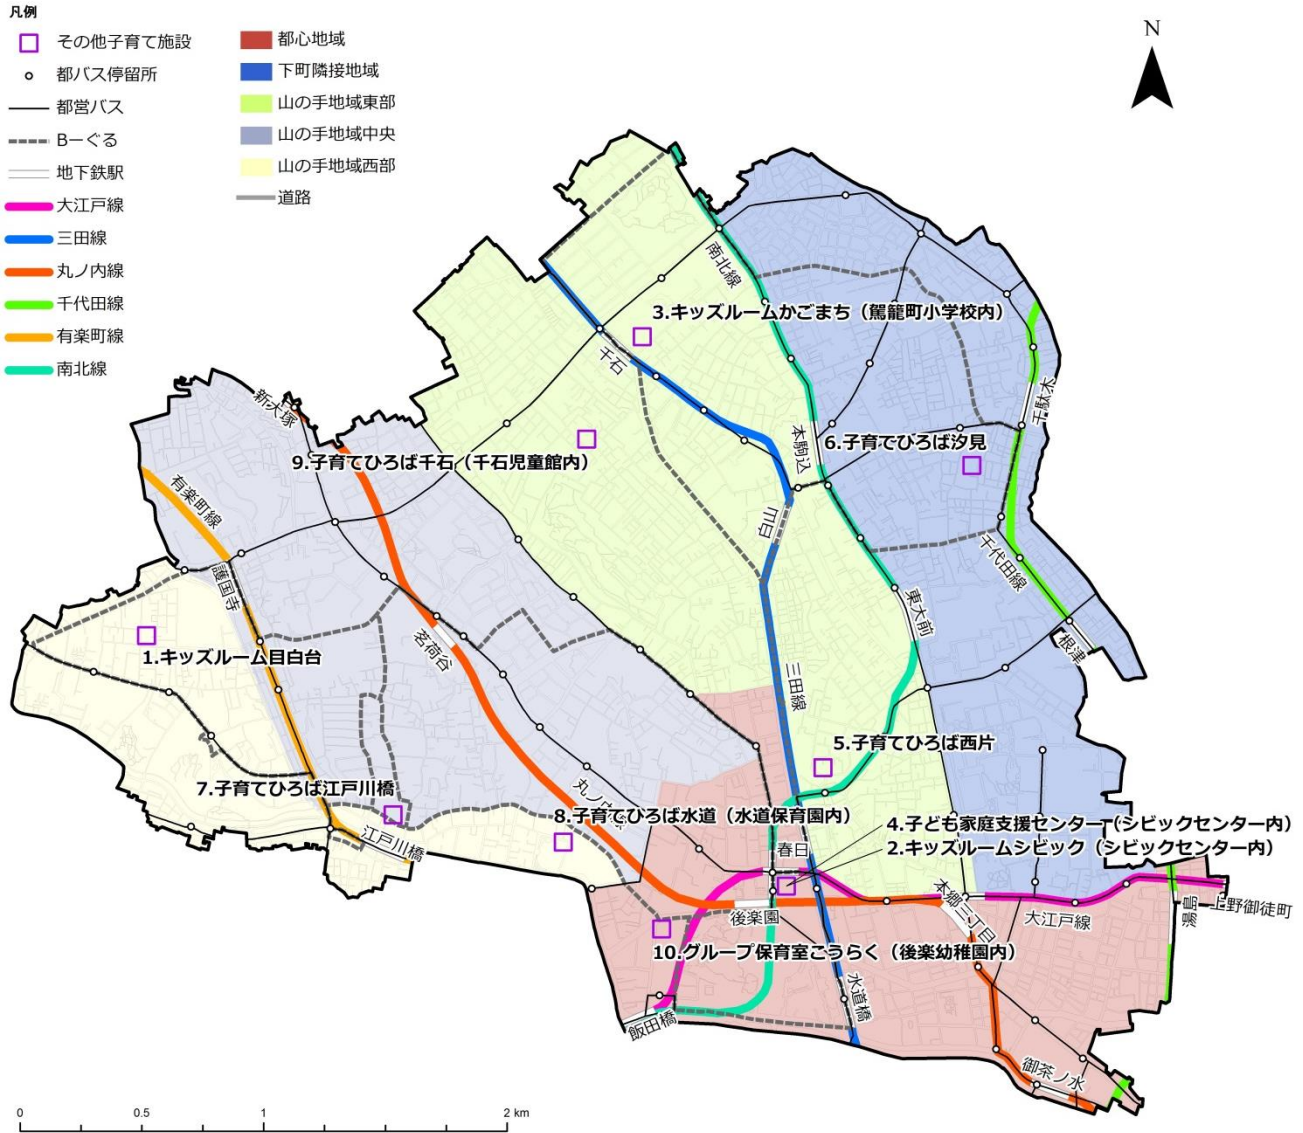 凡例
その他子育て施設
都バス停留所
都営バス
Bーぐる
地下鉄駅
大江戸線
三田線
丸ノ内線
千代田線
有楽町線
南北線
都心地域
下町隣接地域
山の手地域東部
山の手地域中央
山の手地域西部
道路
N
南北線
3.キッズルームかごまち（駕籠町小学校内）
千石
新大塚
千駄木
本駒込
6.子育てひろば汐見
9.子育てひろば千石（千石児童館内）
有楽町線
白山
千代田線
護国寺
東大前
茗荷谷
根津
1.キッズルーム目白台
三田線
5.子育てひろば西片
7.子育てひろば江戸川橋
丸ノ内線
8.子育てひろば水道（水道保育園内）
江戸川橋
春日
4.子ども家庭支援センター（シビックセンター内）
2.キッズルームシビック（シビックセンター内）
本郷三丁目
後楽園
大江戸線
湯島
上野御徒町
10.グループ保育室こうらく（後楽幼稚園内）
水道橋
飯田橋
御茶ノ水
0 0.5 1 2 km